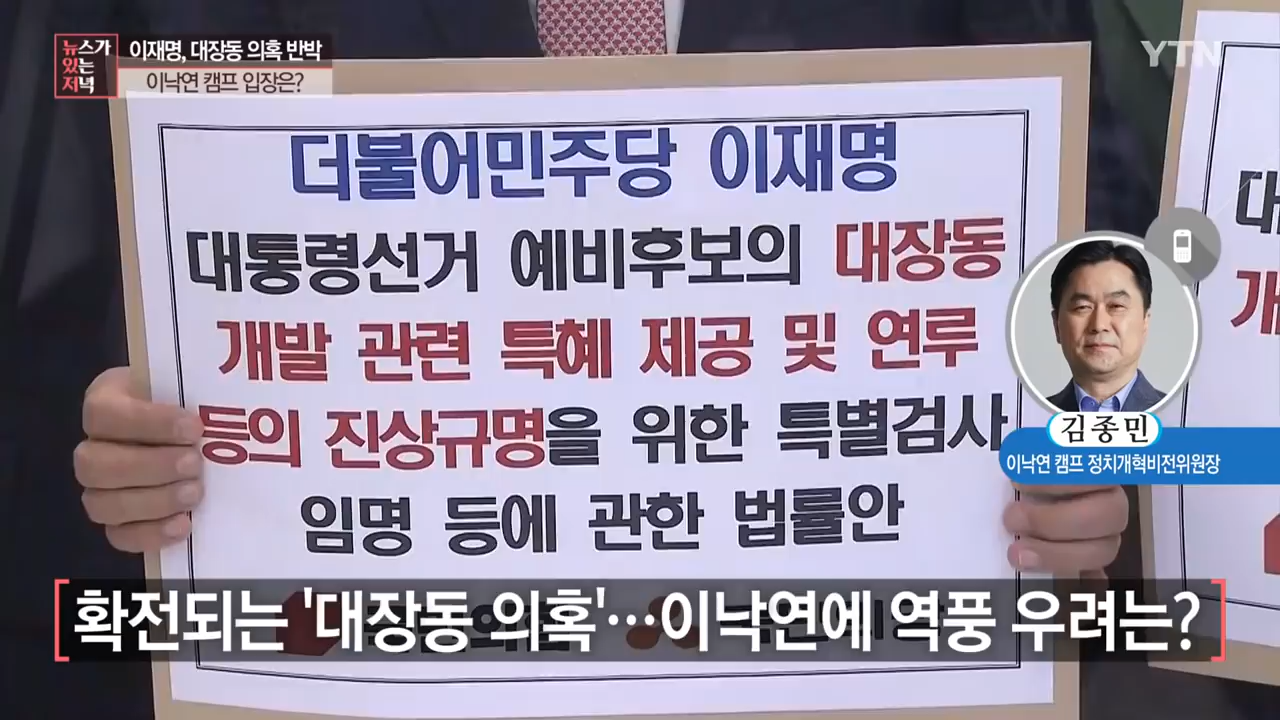 뉴스가
있는
저녁
이재명, 대장동 의혹 반박
이낙연 캠프 입장은?
YTN
더불어민주당 이재명
대통령선거 예비후보의 대장동
개발 관련 특혜 제공 및 연루
등의 진상규명을 위한 특별검사
임명 등에 관한 법률안
대
개
김종민
이낙연 캠프 정치개혁비전위원장
확전되는 '대장동 의혹'…이낙연에 역풍 우려는?